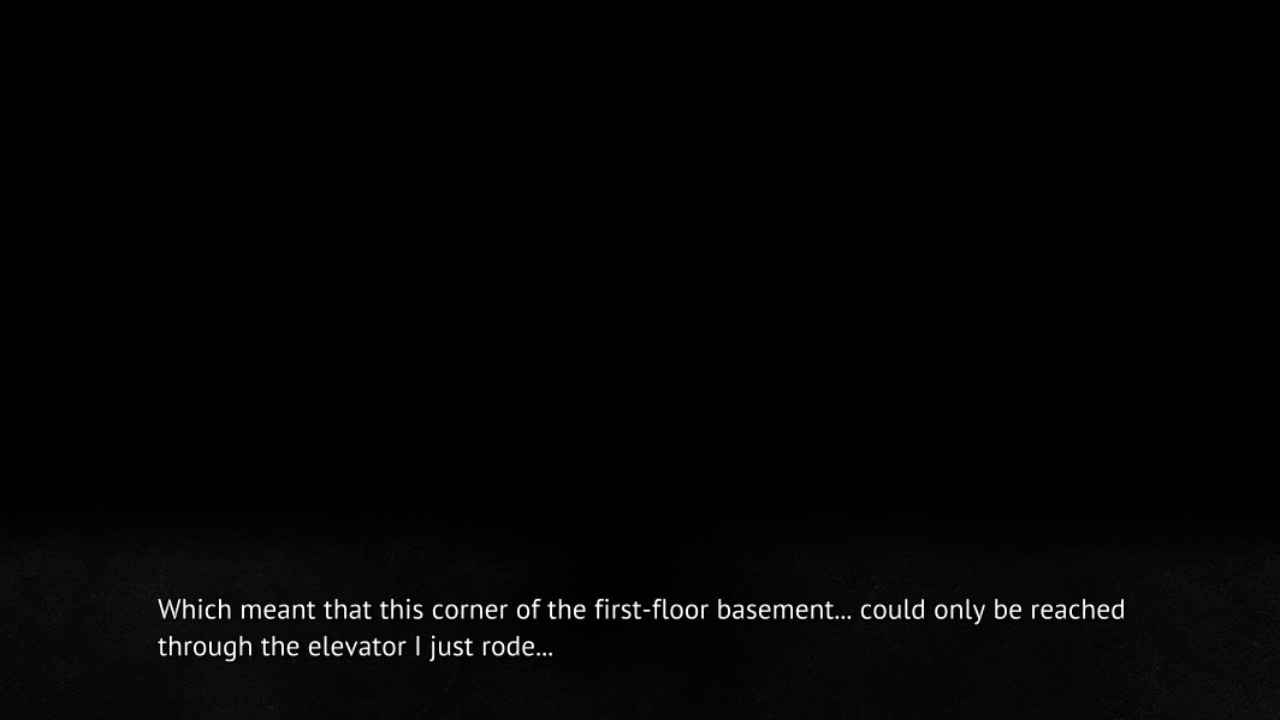 Which meant that this corner of the first-floor basement... could only be reached
through the elevator I just rode...